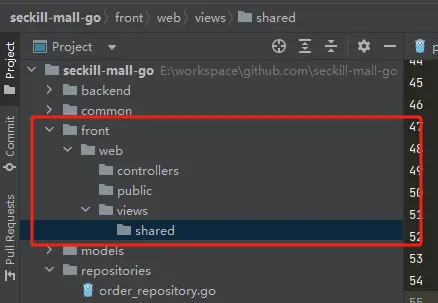 seckill-mall-go front web views shared
Project
seckill-mall-go E:\workspace\github.com\seckill-mall-go
backend
common
front
web
controllers
public
views
shared
models
repositories
order_repository.go
Project
Commit
Pull Requests
44
45
46
47
48
49
50
51
52
53
54